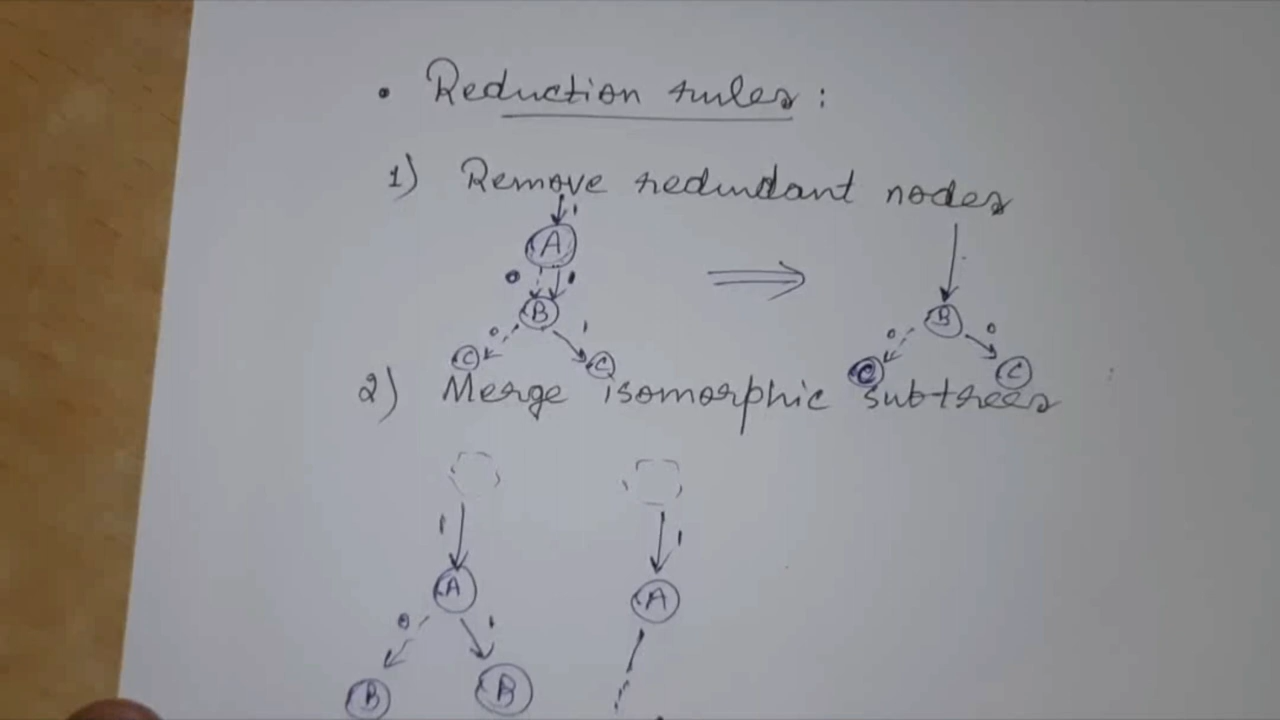 • Reduction rules :
1) Remove redundant nodes
1
A
0 1
B
0 1
C C
B
0 0
C C
2) Merge isomorphic subtrees
1 1
A A
0 1
B B